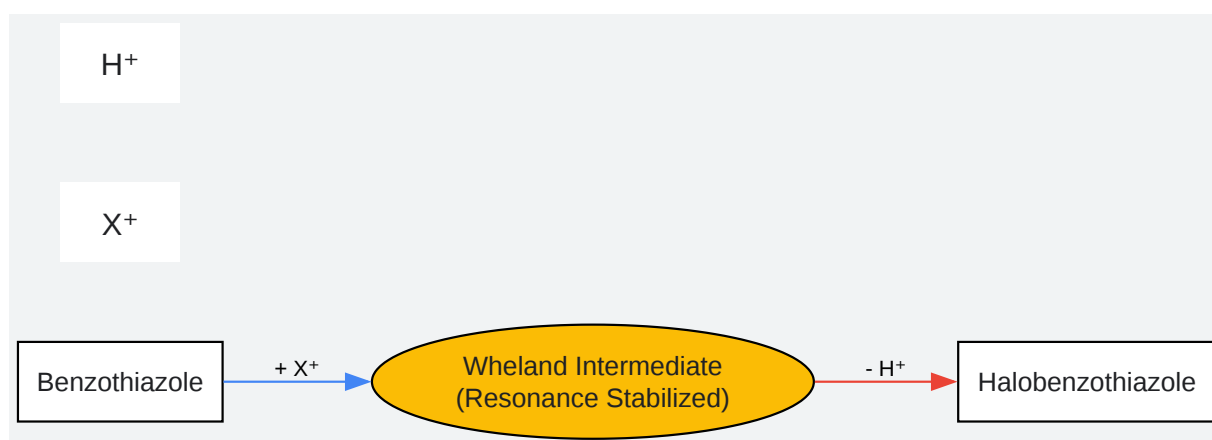 H⁺
X⁺
Benzothiazole
+ X⁺
Wheland Intermediate
(Resonance Stabilized)
- H⁺
Halobenzothiazole